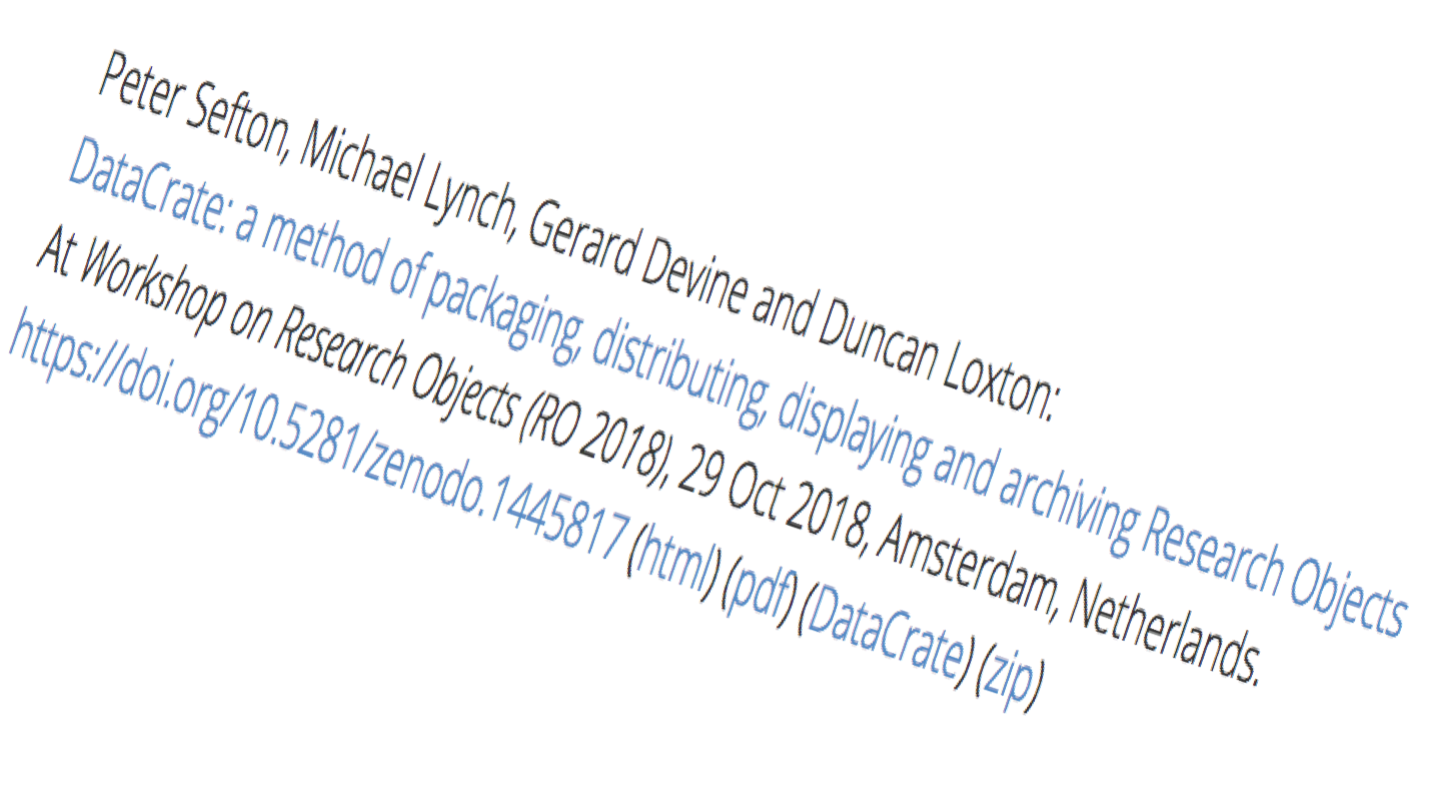 Peter Sefton, Michael Lynch, Gerard Devine and Duncan Loxton:
DataCrate: a method of packaging, distributing, displaying and archiving Research Objects
At Workshop on Research Objects (RO 2018), 29 Oct 2018, Amsterdam, Netherlands.
https://doi.org/10.5281/zenodo.1445817 (html) (pdf) (DataCrate) (zip)